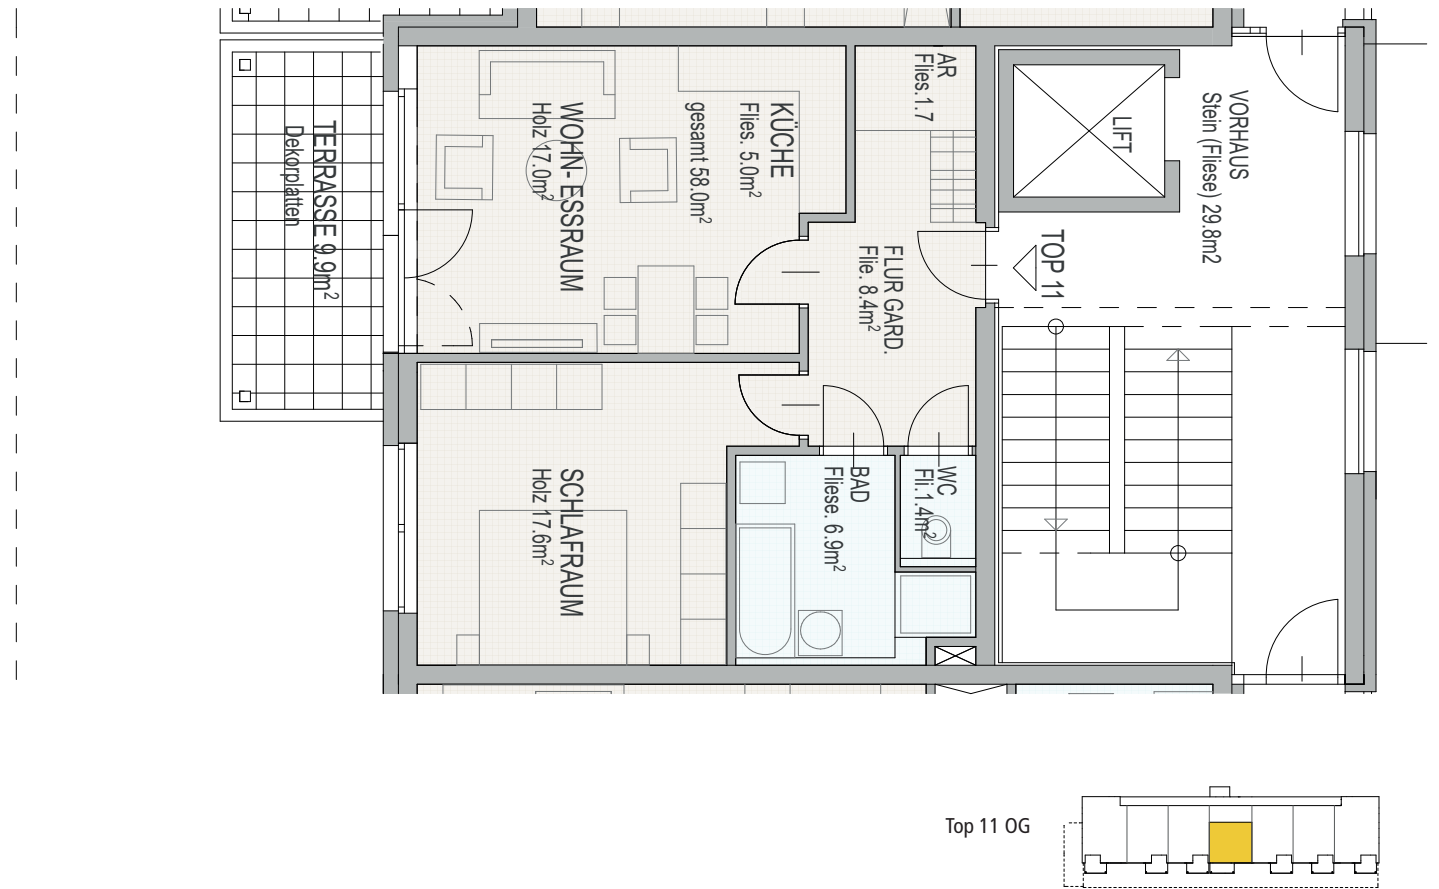 TERRASSE 9.9m²
Dekorplatten
WOHN- ESSRAUM
Holz 17.0m²
KÜCHE
Flies. 5.0m²
gesamt 58.0m²
AR
Flies.1.7
LIFT
VORHAUS
Stein (Fliese) 29.8m2
TOP 11
FLUR GARD.
Flie. 8.4m²
SCHLAFRAUM
Holz 17.6m²
BAD
Fliese. 6.9m²
WC
Fli.1.4m²
Top 11 OG